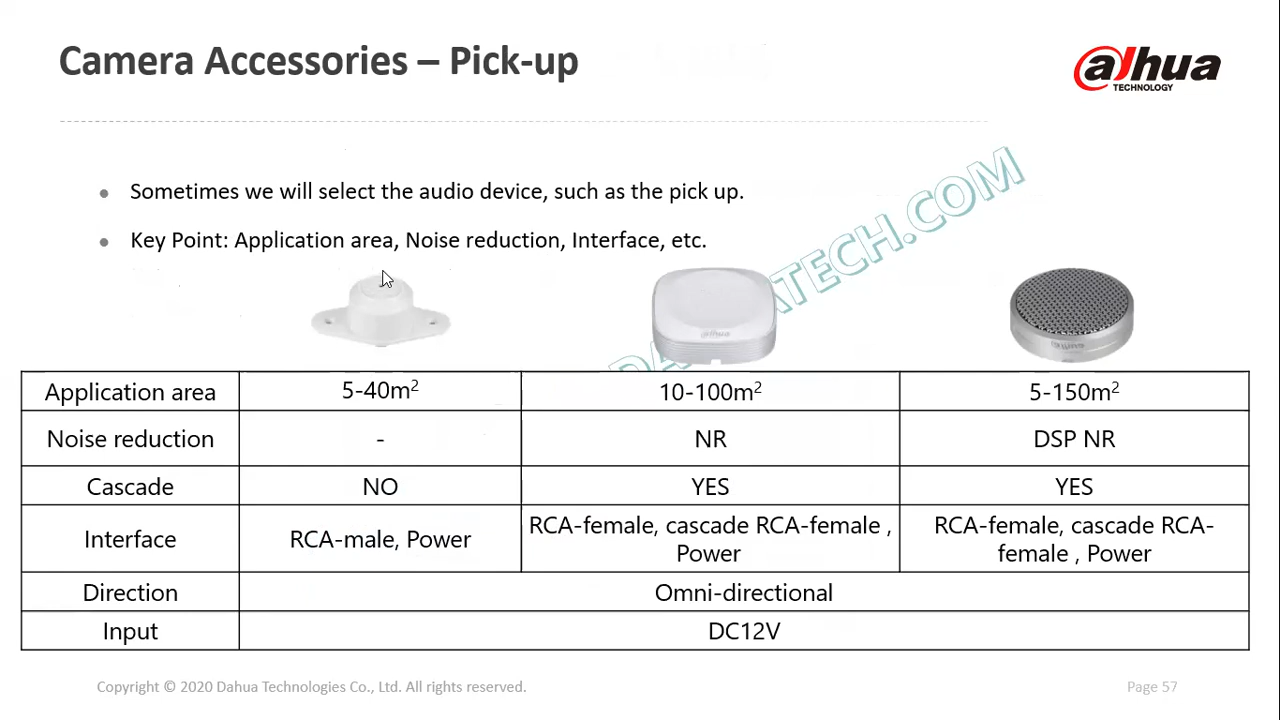 Camera Accessories – Pick-up
alhua
TECHNOLOGY
Sometimes we will select the audio device, such as the pick up.
Key Point: Application area, Noise reduction, Interface, etc.
alhua
Application area 5-40m² 10-100m² 5-150m²
Noise reduction - NR DSP NR
Cascade NO YES YES
Interface RCA-male, Power RCA-female, cascade RCA-female , Power RCA-female, cascade RCA-female , Power
Direction Omni-directional
Input DC12V
Copyright © 2020 Dahua Technologies Co., Ltd. All rights reserved.
Page 57